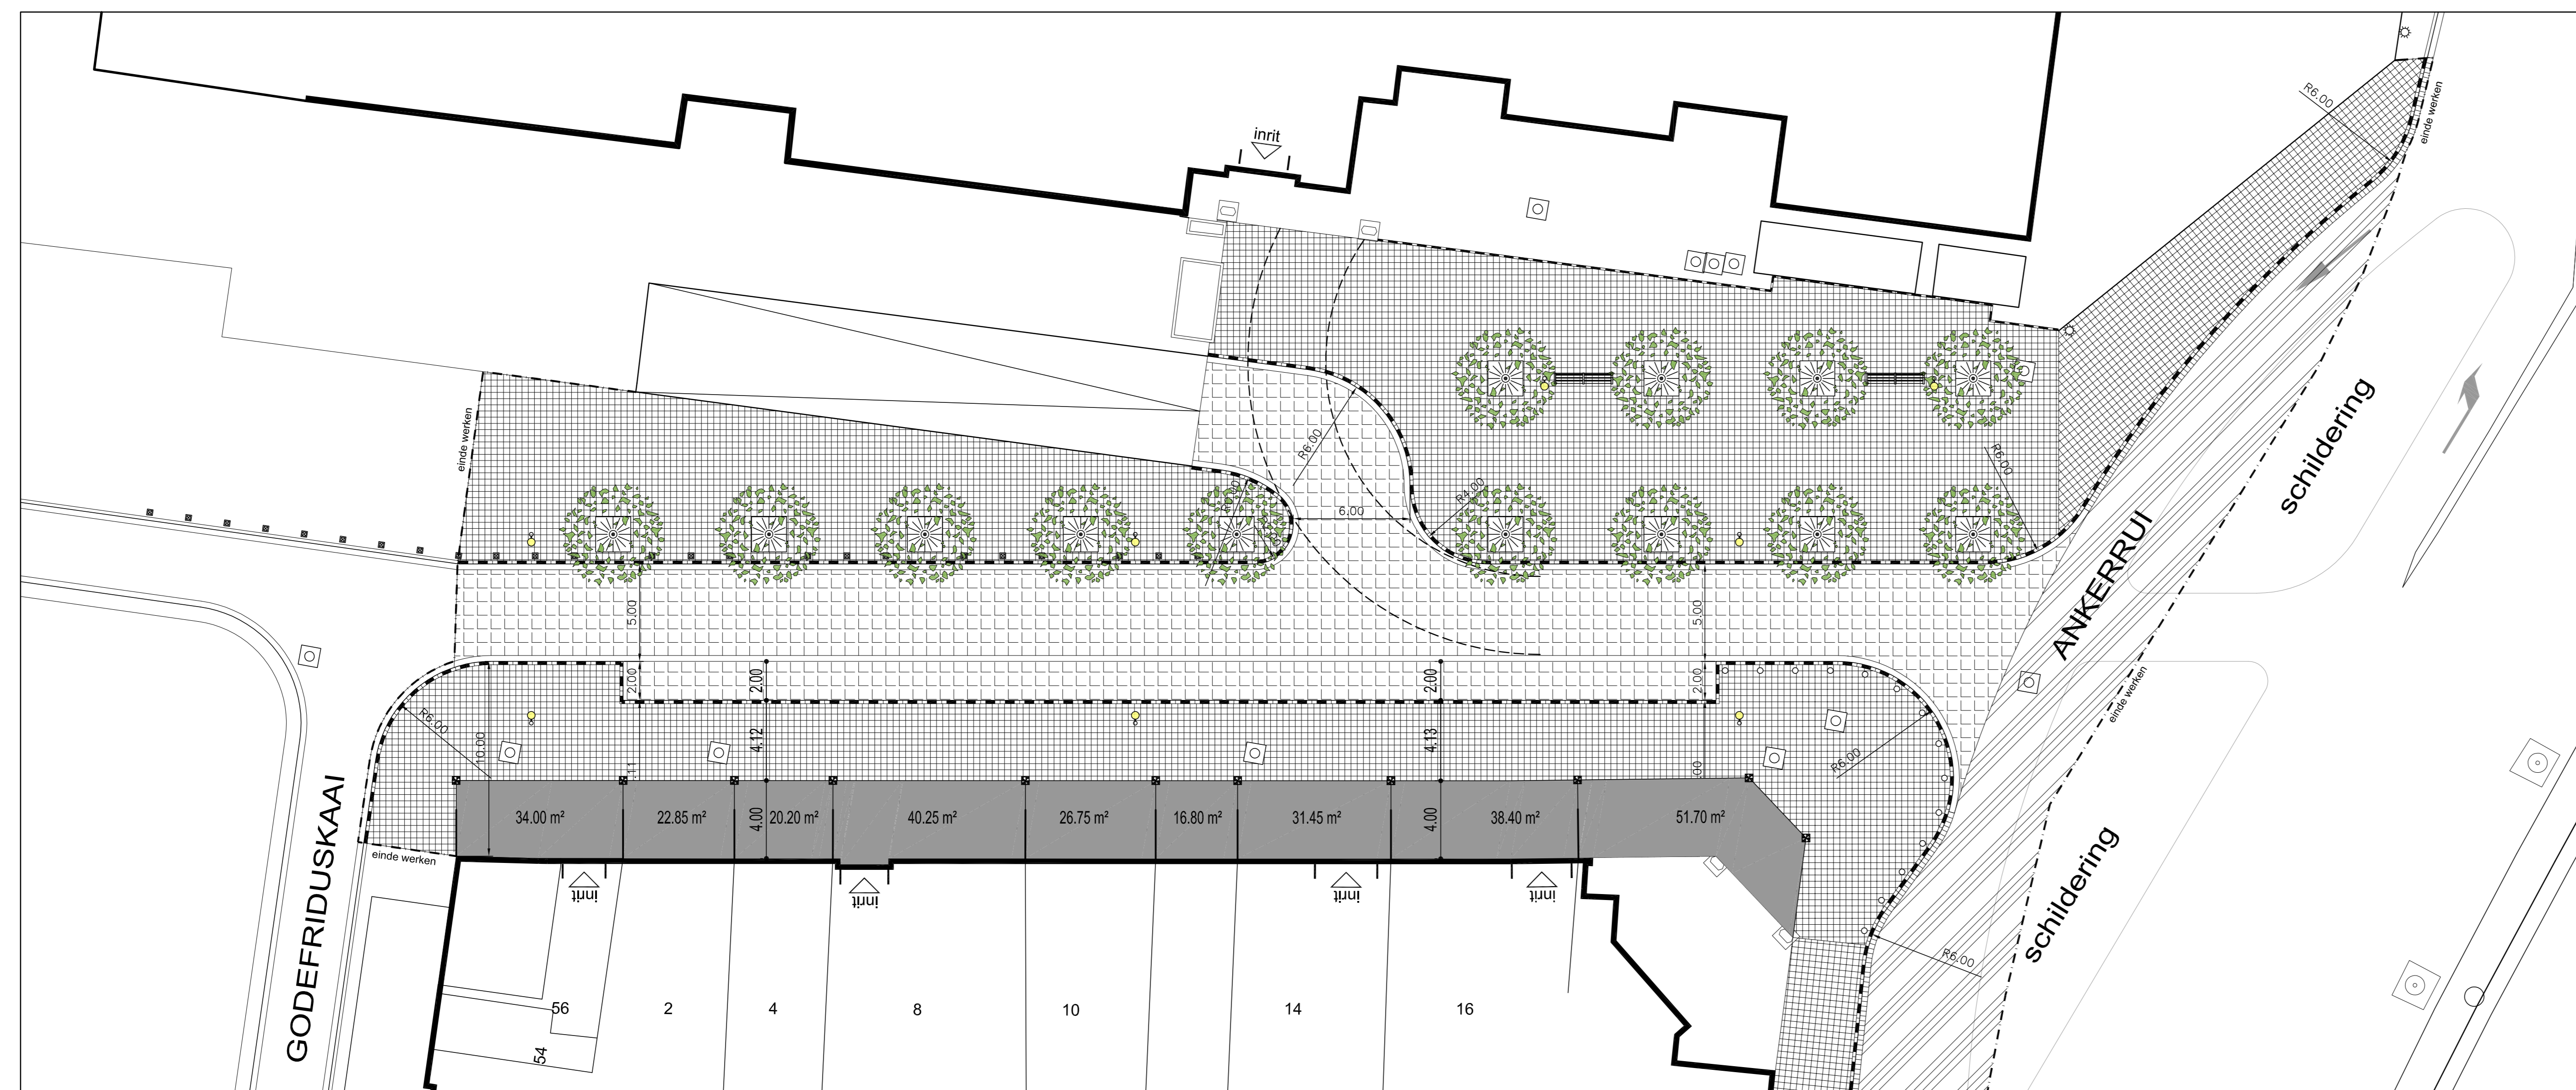 R6.00
einde werken
inrit
schildering
einde werken
R6.00
R6.00
R4.00
6.00
ANKERRUI
5.00
5.00
2.00
2.00
2.00
2.00
einde werken
R6.00
10.00
4.12
4.13
R6.00
GODEFRIDUSKAAI
34.00 m²
22.85 m²
4.00
20.20 m²
40.25 m²
26.75 m²
16.80 m²
31.45 m²
4.00
38.40 m²
51.70 m²
schildering
einde werken
inrit
inrit
inrit
inrit
R6.00
56
2
4
8
10
14
16
54